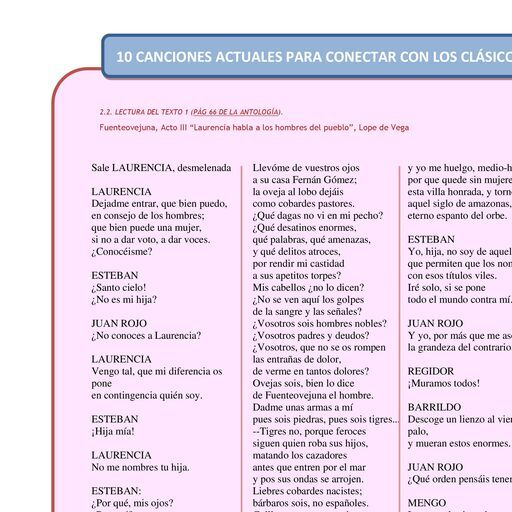 10 CANCIONES ACTUALES PARA CONECTAR CON LOS CLÁSICO
2.2. LECTURA DEL TEXTO 1 (PÁG 66 DE LA ANTOLOGÍA).
Fuenteovejuna, Acto III “Laurencia habla a los hombres del pueblo”, Lope de Vega
Sale LAURENCIA, desmelenada
LAURENCIA
Dejadme entrar, que bien puedo,
en consejo de los hombres;
que bien puede una mujer,
si no a dar voto, a dar voces.
¿Conocéisme?
ESTEBAN
¡Santo cielo!
¿No es mi hija?
JUAN ROJO
¿No conoces a Laurencia?
LAURENCIA
Vengo tal, que mi diferencia os
pone
en contingencia quién soy.
ESTEBAN
¡Hija mía!
LAURENCIA
No me nombres tu hija.
ESTEBAN:
¿Por qué, mis ojos?
Llevóme de vuestros ojos
a su casa Fernán Gómez;
la oveja al lobo dejáis
como cobardes pastores.
¿Qué dagas no vi en mi pecho?
¿Qué desatinos enormes,
qué palabras, qué amenazas,
y qué delitos atroces,
por rendir mi castidad
a sus apetitos torpes?
Mis cabellos ¿no lo dicen?
¿No se ven aquí los golpes
de la sangre y las señales?
¿Vosotros sois hombres nobles?
¿Vosotros padres y deudos?
¿Vosotros, que no se os rompen
las entrañas de dolor,
de verme en tantos dolores?
Ovejas sois, bien lo dice
de Fuenteovejuna el hombre.
Dadme unas armas a mí
pues sois piedras, pues sois tigres...
--Tigres no, porque feroces
siguen quien roba sus hijos,
matando los cazadores
antes que entren por el mar
y pos sus ondas se arrojen.
Liebres cobardes nacistes;
bárbaros sois, no españoles.
y yo me huelgo, medio-h
por que quede sin mujere
esta villa honrada, y torn
aquel siglo de amazonas,
eterno espanto del orbe.
ESTEBAN
Yo, hija, no soy de aquel
que permiten que los nom
con esos títulos viles.
Iré solo, si se pone
todo el mundo contra mí.
JUAN ROJO
Y yo, por más que me aso
la grandeza del contrario
REGIDOR
¡Muramos todos!
BARRILDO
Descoge un lienzo al vien
palo,
y mueran estos enormes.
JUAN ROJO
¿Qué orden pensáis tener
MENGO